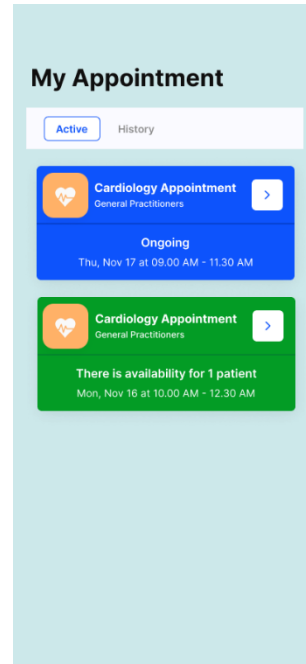 My Appointment
Active History
Cardiology Appointment
General Practitioners
Ongoing
Thu, Nov 17 at 09.00 AM - 11.30 AM
Cardiology Appointment
General Practitioners
There is availability for 1 patient
Mon, Nov 16 at 10.00 AM - 12.30 AM